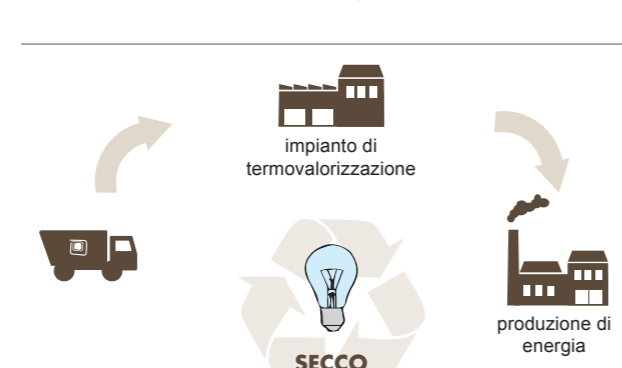 impianto di
termovalorizzazione
produzione di
energia
SECCO